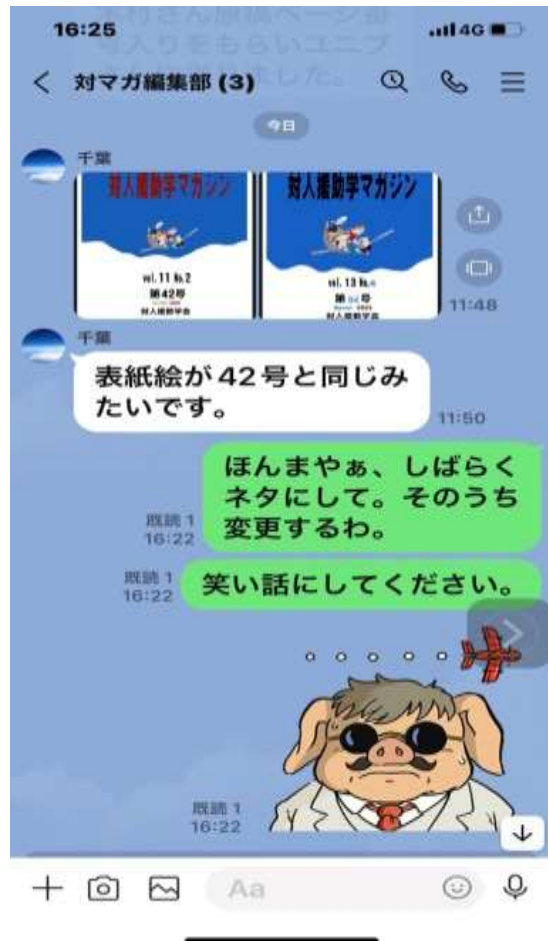 16:25
4G
対マガ編集部 (3)
今日
千葉
対人援助学マガジン
vol.11 No.2
第42号
対人援助学会
対人援助学マガジン
対人援助学会
11:48
千葉
表紙絵が42号と同じみ
たいです。
11:50
ほんまやぁ、しばらく
ネタにして。そのうち
変更するわ。
既読 1
16:22
笑い話にしてください。
既読 1
16:22
既読 1
16:22
Aa